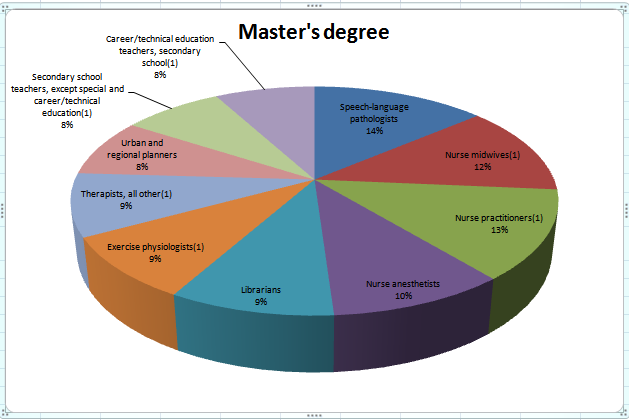 Master's degree
Career/technical education
teachers, secondary
school(1)
8%
Speech-language
pathologists
14%
Nurse midwives(1)
12%
Nurse practitioners(1)
13%
Nurse anesthetists
10%
Librarians
9%
Exercise physiologists(1)
9%
Therapists, all other(1)
9%
Urban and
regional planners
8%
Secondary school
teachers, except special and
career/technical
education(1)
8%